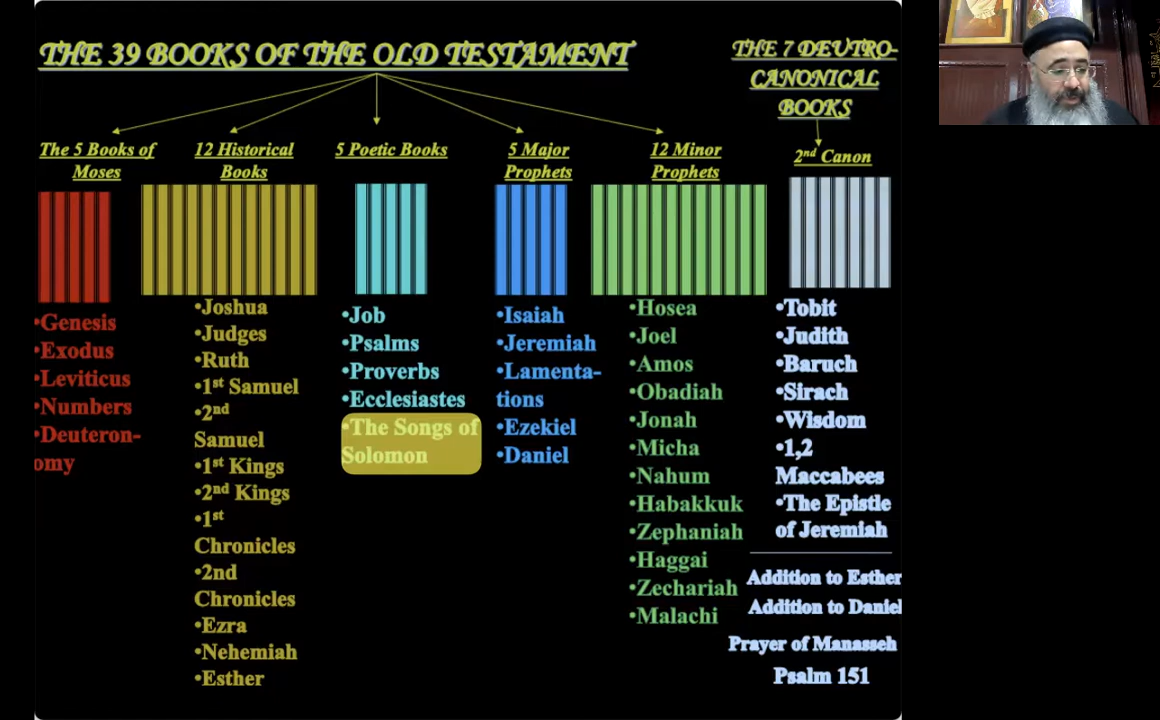 THE 39 BOOKS OF THE OLD TESTAMENT
THE 7 DEUTRO-
CANONICAL
BOOKS
The 5 Books of
Moses
12 Historical
Books
5 Poetic Books
5 Major
Prophets
12 Minor
Prophets
2nd Canon
•Genesis
•Exodus
•Leviticus
•Numbers
•Deuteron-
omy
•Joshua
•Judges
•Ruth
•1st Samuel
•2nd
Samuel
•1st Kings
•2nd Kings
•1st
Chronicles
•2nd
Chronicles
•Ezra
•Nehemiah
•Esther
•Job
•Psalms
•Proverbs
•Ecclesiastes
•The Songs of
Solomon
•Isaiah
•Jeremiah
•Lamenta-
tions
•Ezekiel
•Daniel
•Hosea
•Joel
•Amos
•Obadiah
•Jonah
•Micha
•Nahum
•Habakkuk
•Zephaniah
•Haggai
•Zechariah
•Malachi
•Tobit
•Judith
•Baruch
•Sirach
•Wisdom
•1,2
Maccabees
•The Epistle
of Jeremiah
Addition to Esther
Addition to Daniel
Prayer of Manasseh
Psalm 151